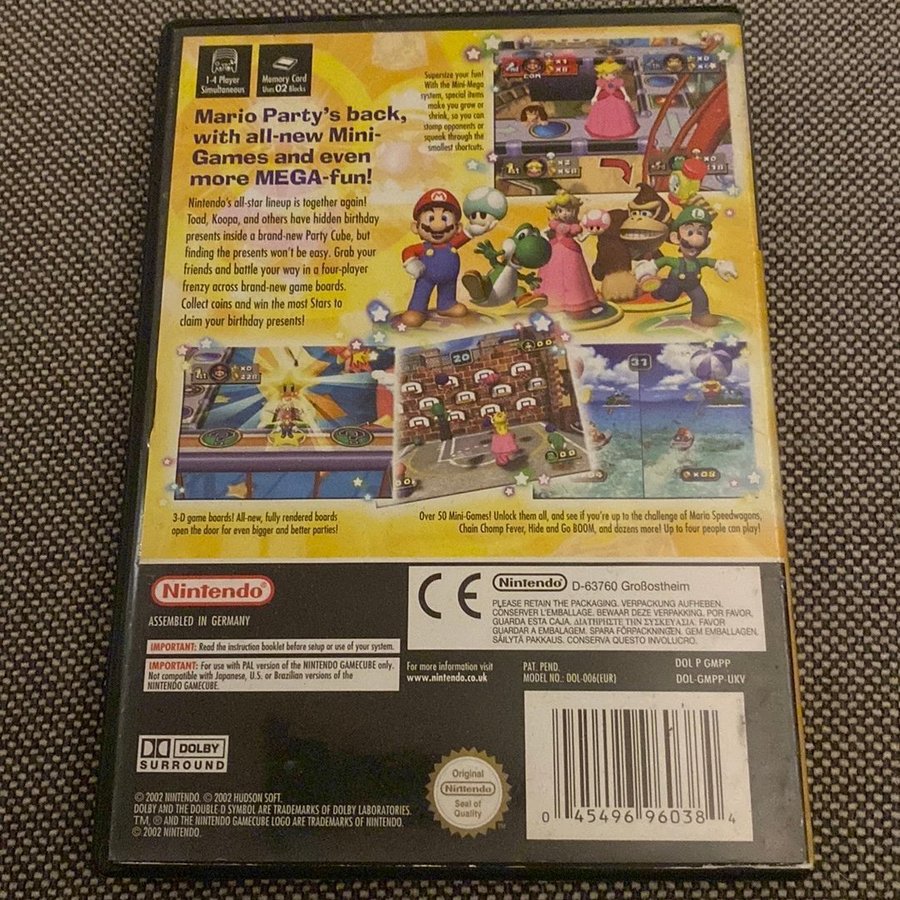 1-4 Player
Simultaneous
Memory Card
Uses 02 Blocks
Mario Party's back,
with all-new Mini-
Games and even
more MEGA-fun!
Nintendo's all-star lineup is together again!
Toad, Koopa, and others have hidden birthday
presents inside a brand-new Party Cube, but
finding the presents won't be easy. Grab your
friends and battle your way in a four-player
frenzy across brand-new game boards.
Collect coins and win the most Stars to
claim your birthday presents!
Supersize your fun!
With the Mini-Mega
system, special items
make you grow or
shrink, so you can
stomp opponents or
squeak through the
smallest shortcuts.
COM
20
31
3-D game boards! All-new, fully rendered boards
open the door for even bigger and better parties!
Over 50 Mini-Games! Unlock them all, and see if you're up to the challenge of Mario Speedwagons,
Chain Chomp Fever, Hide and Go BOOM, and dozens more! Up to four people can play!
Nintendo®
ASSEMBLED IN GERMANY
IMPORTANT: Read the instruction booklet before setup or use of your system.
IMPORTANT: For use with PAL version of the NINTENDO GAMECUBE only.
Not compatible with Japanese, U.S. or Brazilian versions of the
NINTENDO GAMECUBE.
CE
Nintendo D-63760 Großostheim
PLEASE RETAIN THE PACKAGING. VERPACKUNG AUFHEBEN.
CONSERVER L'EMBALLAGE. BEWAAR DEZE VERPAKKING. POR FAVOR,
GUARDA ESTA CAJA. ΔΙΑΤΗΡΗΣΤΕ ΤΗΝ ΣΥΣΚΕΥΑΣΙΑ. FAVOR
GUARDAR A EMBALAGEM. SPARA FÖRPACKNINGEN. GEM EMBALLAGEN.
SÄILYTÄ PAKKAUS. CONSERVA QUESTO INVOLUCRO.
For more information visit
www.nintendo.co.uk
PAT. PEND.
MODEL NO.: DOL-006(EUR)
DOL P GMPP
DOL-GMPP-UKV
DOLBY
SURROUND
© 2002 NINTENDO. © 2002 HUDSON SOFT.
DOLBY AND THE DOUBLE-D SYMBOL ARE TRADEMARKS OF DOLBY LABORATORIES.
TM, ® AND THE NINTENDO GAMECUBE LOGO ARE TRADEMARKS OF NINTENDO.
© 2002 NINTENDO.
Original
Nintendo
Seal of
Quality
0 45496 96038 4